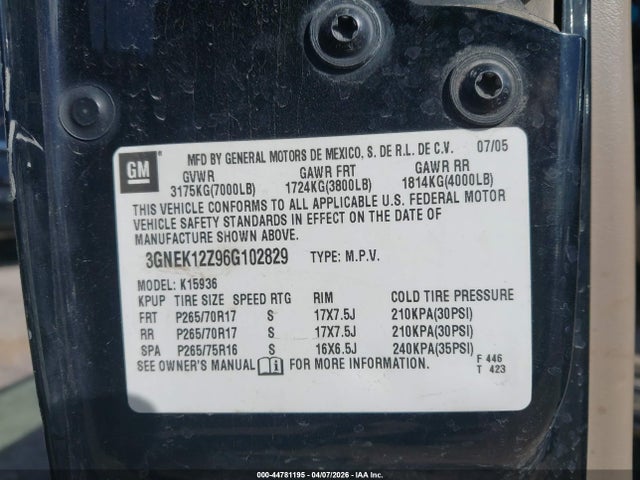 GM
MFD BY GENERAL MOTORS DE MEXICO, S. DE R.L. DE C.V. 07/05
GVWR GAWR FRT GAWR RR
3175KG(7000LB) 1724KG(3800LB) 1814KG(4000LB)
THIS VEHICLE CONFORMS TO ALL APPLICABLE U.S. FEDERAL MOTOR
VEHICLE SAFETY STANDARDS IN EFFECT ON THE DATE OF
MANUFACTURE SHOWN ABOVE.
3GNEK12Z96G102829 TYPE: M.P.V.
MODEL: K15936
KPUP TIRE SIZE SPEED RTG RIM COLD TIRE PRESSURE
FRT P265/70R17 S 17X7.5J 210KPA(30PSI)
RR P265/70R17 S 17X7.5J 210KPA(30PSI)
SPA P265/75R16 S 16X6.5J 240KPA(35PSI)
SEE OWNER'S MANUAL FOR MORE INFORMATION.
F 446
T 423
000-44781195 - 04/07/2026 - IAA Inc.